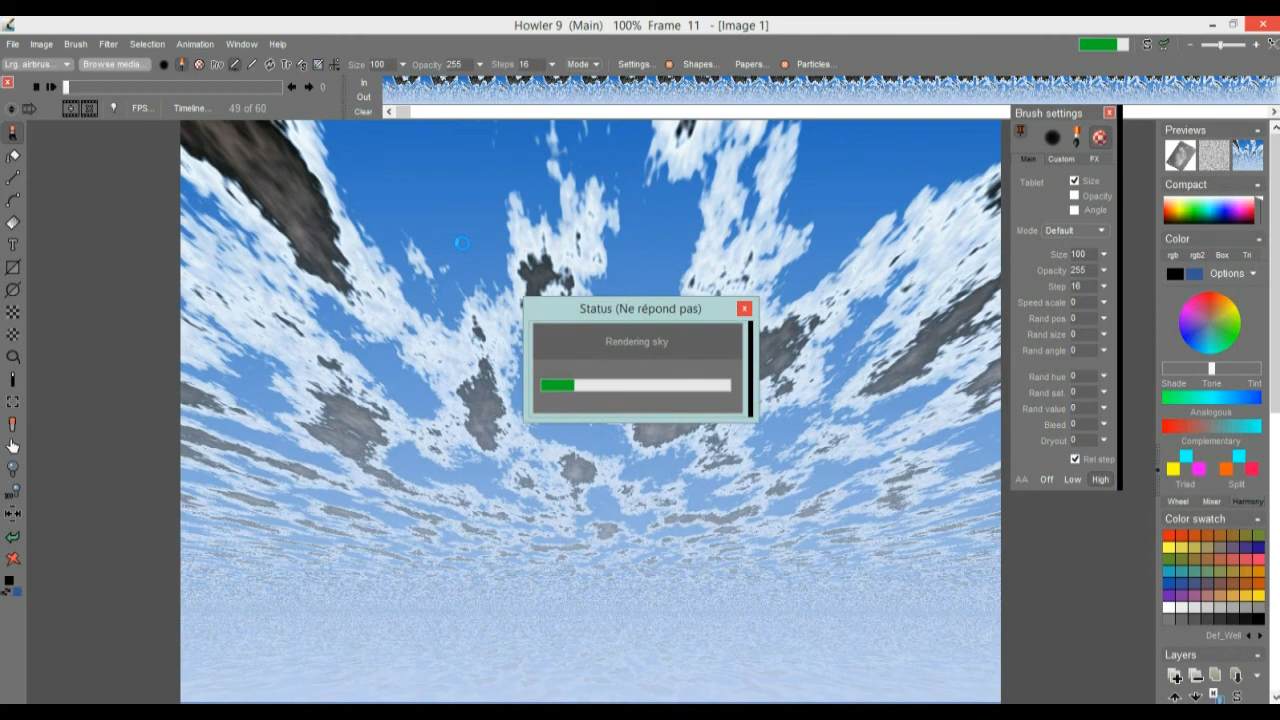 Howler 9 (Main) 100% Frame 11 - [Image 1]
File Image Brush Filter Selection Animation Window Help
Lrg. airbrus... Browse media... Size 100 Opacity 255 Steps 16 Mode Settings... Shapes... Papers... Particles...
In
Out
Clear
0
FPS... Timeline... 49 of 60
Brush settings
Main Custom FX
Tablet Size
Opacity
Angle
Mode Default
Size 100
Opacity 255
Step 16
Speed scale 0
Rand pos 0
Rand size 0
Rand angle 0
Rand hue 0
Rand sat. 0
Rand value 0
Bleed 0
Dryout 0
Rel step
AA Off Low High
Status (Ne répond pas)
Rendering sky
Previews
Compact
Color
rgb rgb2 Box Tri
Options
Shade Tone Tint
Analogous
Complementary
Triad Split
Wheel Mixer Harmony
Color swatch
Def_Well
Layers